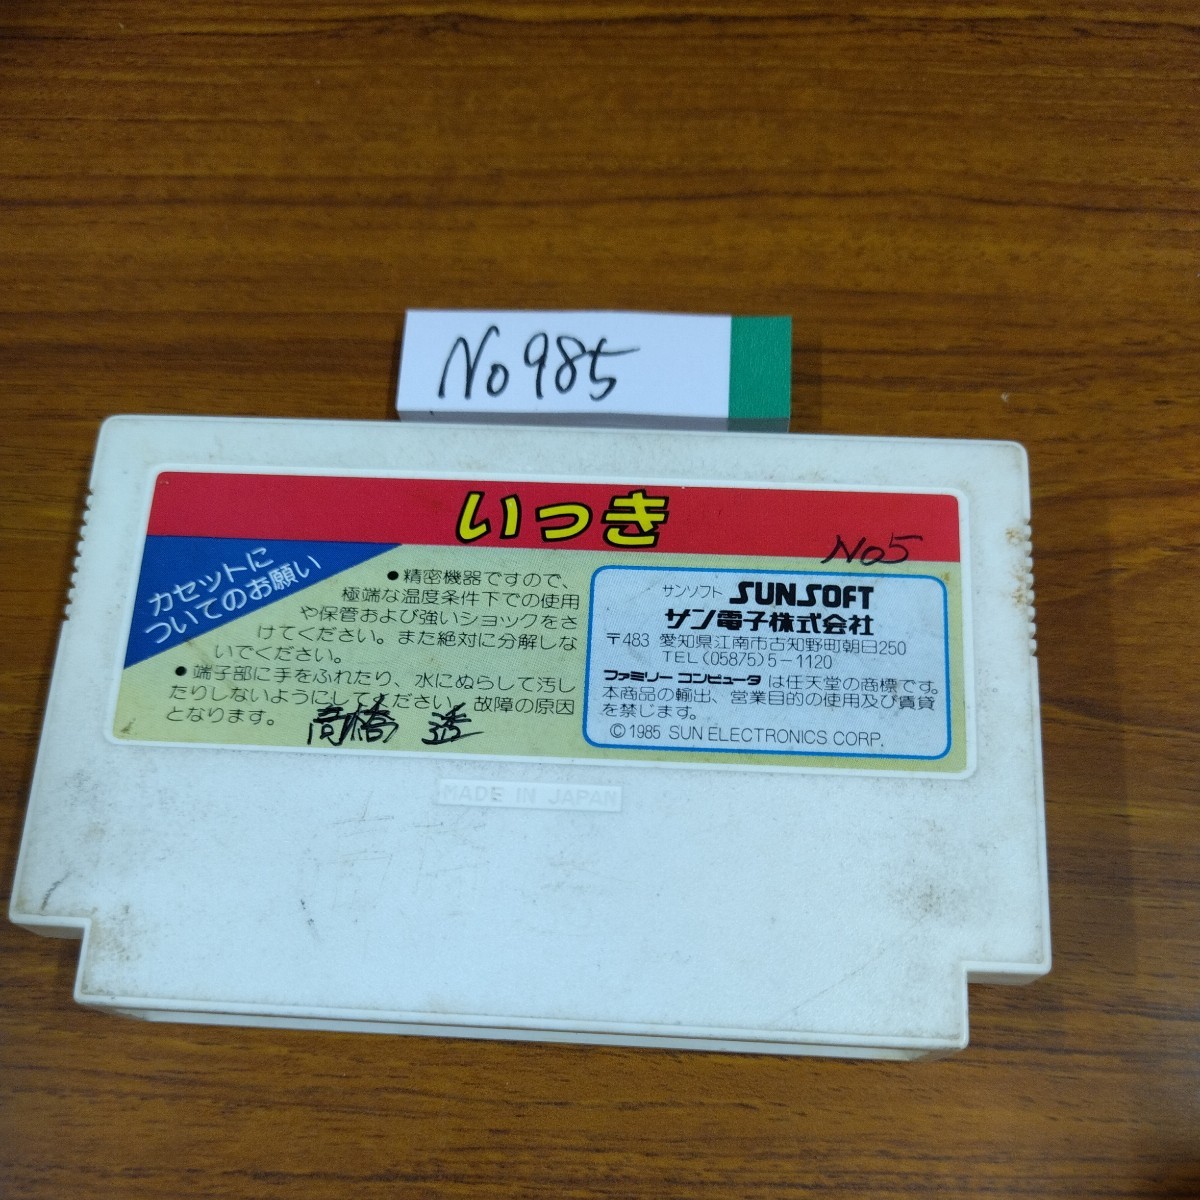 No985
いっき
No5
カセットに
ついてのお願い
●精密機器ですので、
極端な温度条件下での使用
や保管および強いショックをさ
けてください。また絶対に分解しな
いでください。
●端子部に手をふれたり、水にぬらして汚し
たりしないようにしてください。故障の原因
となります。
高橋 透
サンソフト SUNSOFT
サン電子株式会社
〒483 愛知県江南市古知野町朝日250
TEL(05875)5-1120
ファミリーコンピュータは任天堂の商標です。
本商品の輸出、営業目的の使用及び賃貸
を禁じます。
©1985 SUN ELECTRONICS CORP.
MADE IN JAPAN